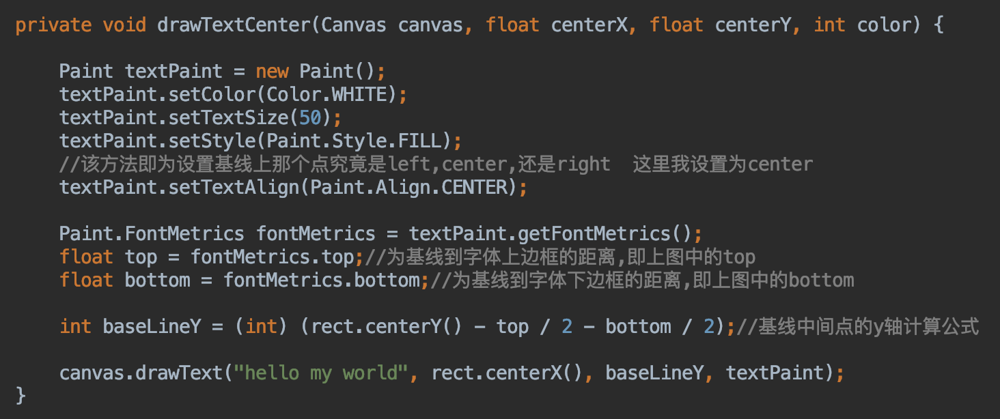 private void drawTextCenter(Canvas canvas, float centerX, float centerY, int color) {
Paint textPaint = new Paint();
textPaint.setColor(Color.WHITE);
textPaint.setTextSize(50);
textPaint.setStyle(Paint.Style.FILL);
//该方法即为设置基线上那个点究竟是left,center,还是right  这里我设置为center
textPaint.setTextAlign(Paint.Align.CENTER);
Paint.FontMetrics fontMetrics = textPaint.getFontMetrics();
float top = fontMetrics.top;//为基线到字体上边框的距离,即上图中的top
float bottom = fontMetrics.bottom;//为基线到字体下边框的距离,即上图中的bottom
int baseLineY = (int) (rect.centerY() - top / 2 - bottom / 2);//基线中间点的y轴计算公式
canvas.drawText("hello my world", rect.centerX(), baseLineY, textPaint);
}